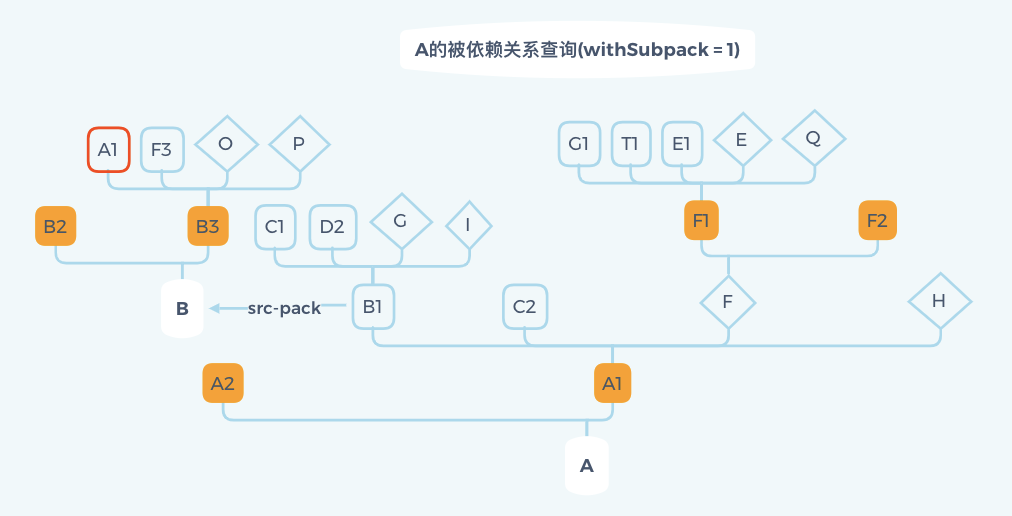 A的被依赖关系查询(withSubpack = 1)
A1 F3 O P
G1 T1 E1 E Q
B2 B3 C1 D2 G I
F1 F2
B src-pack B1 C2 F H
A2 A1
A